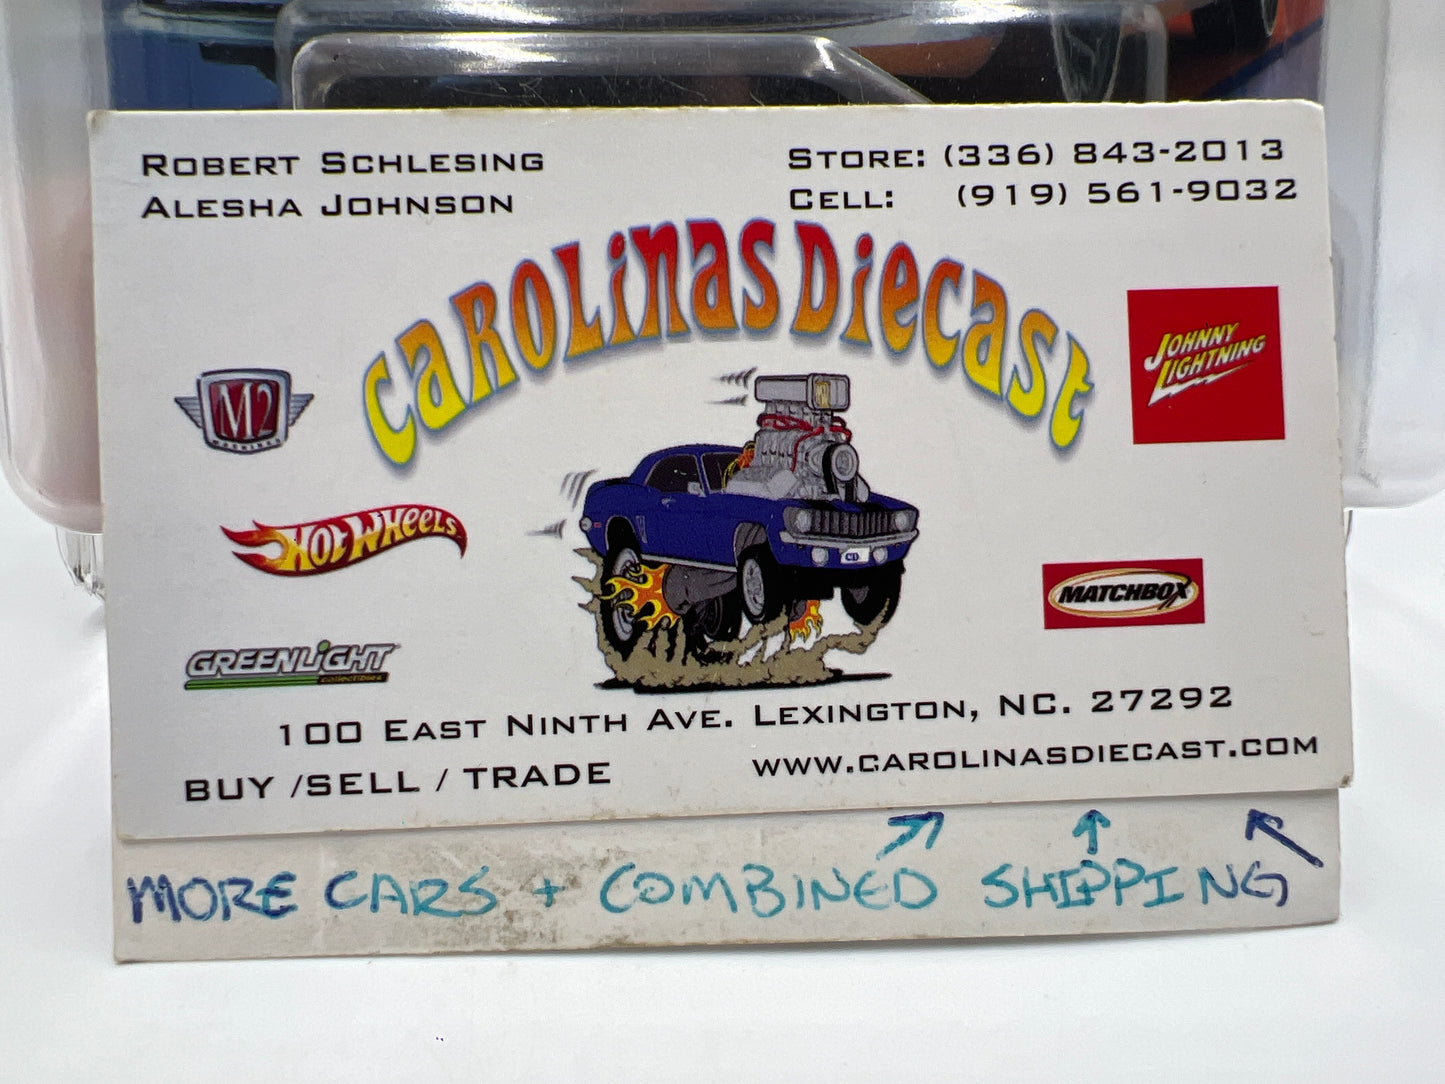 ROBERT SCHLESING
ALESHA JOHNSON
STORE: (336) 843-2013
CELL: (919) 561-9032
CAROLINAS DIECAST
M2
MACHINES
JOHNNY
LIGHTNING
HOT WHEELS
MATCHBOX
GREENLIGHT
collectibles
100 EAST NINTH AVE. LEXINGTON, NC. 27292
BUY /SELL / TRADE
WWW.CAROLINASDIECAST.COM
MORE CARS + COMBINED SHIPPING